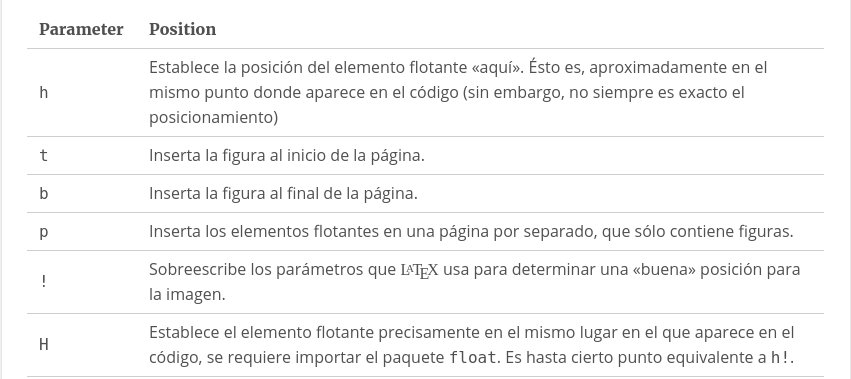 Parameter Position
Establece la posición del elemento flotante «aquí». Ésto es, aproximadamente en el
h mismo punto donde aparece en el código (sin embargo, no siempre es exacto el
posicionamiento)
t Inserta la figura al inicio de la página.
b Inserta la figura al final de la página.
p Inserta los elementos flotantes en una página por separado, que sólo contiene figuras.
Sobreescribe los parámetros que LATEX usa para determinar una «buena» posición para
! la imagen.
Establece el elemento flotante precisamente en el mismo lugar en el que aparece en el
H código, se requiere importar el paquete float. Es hasta cierto punto equivalente a h!.